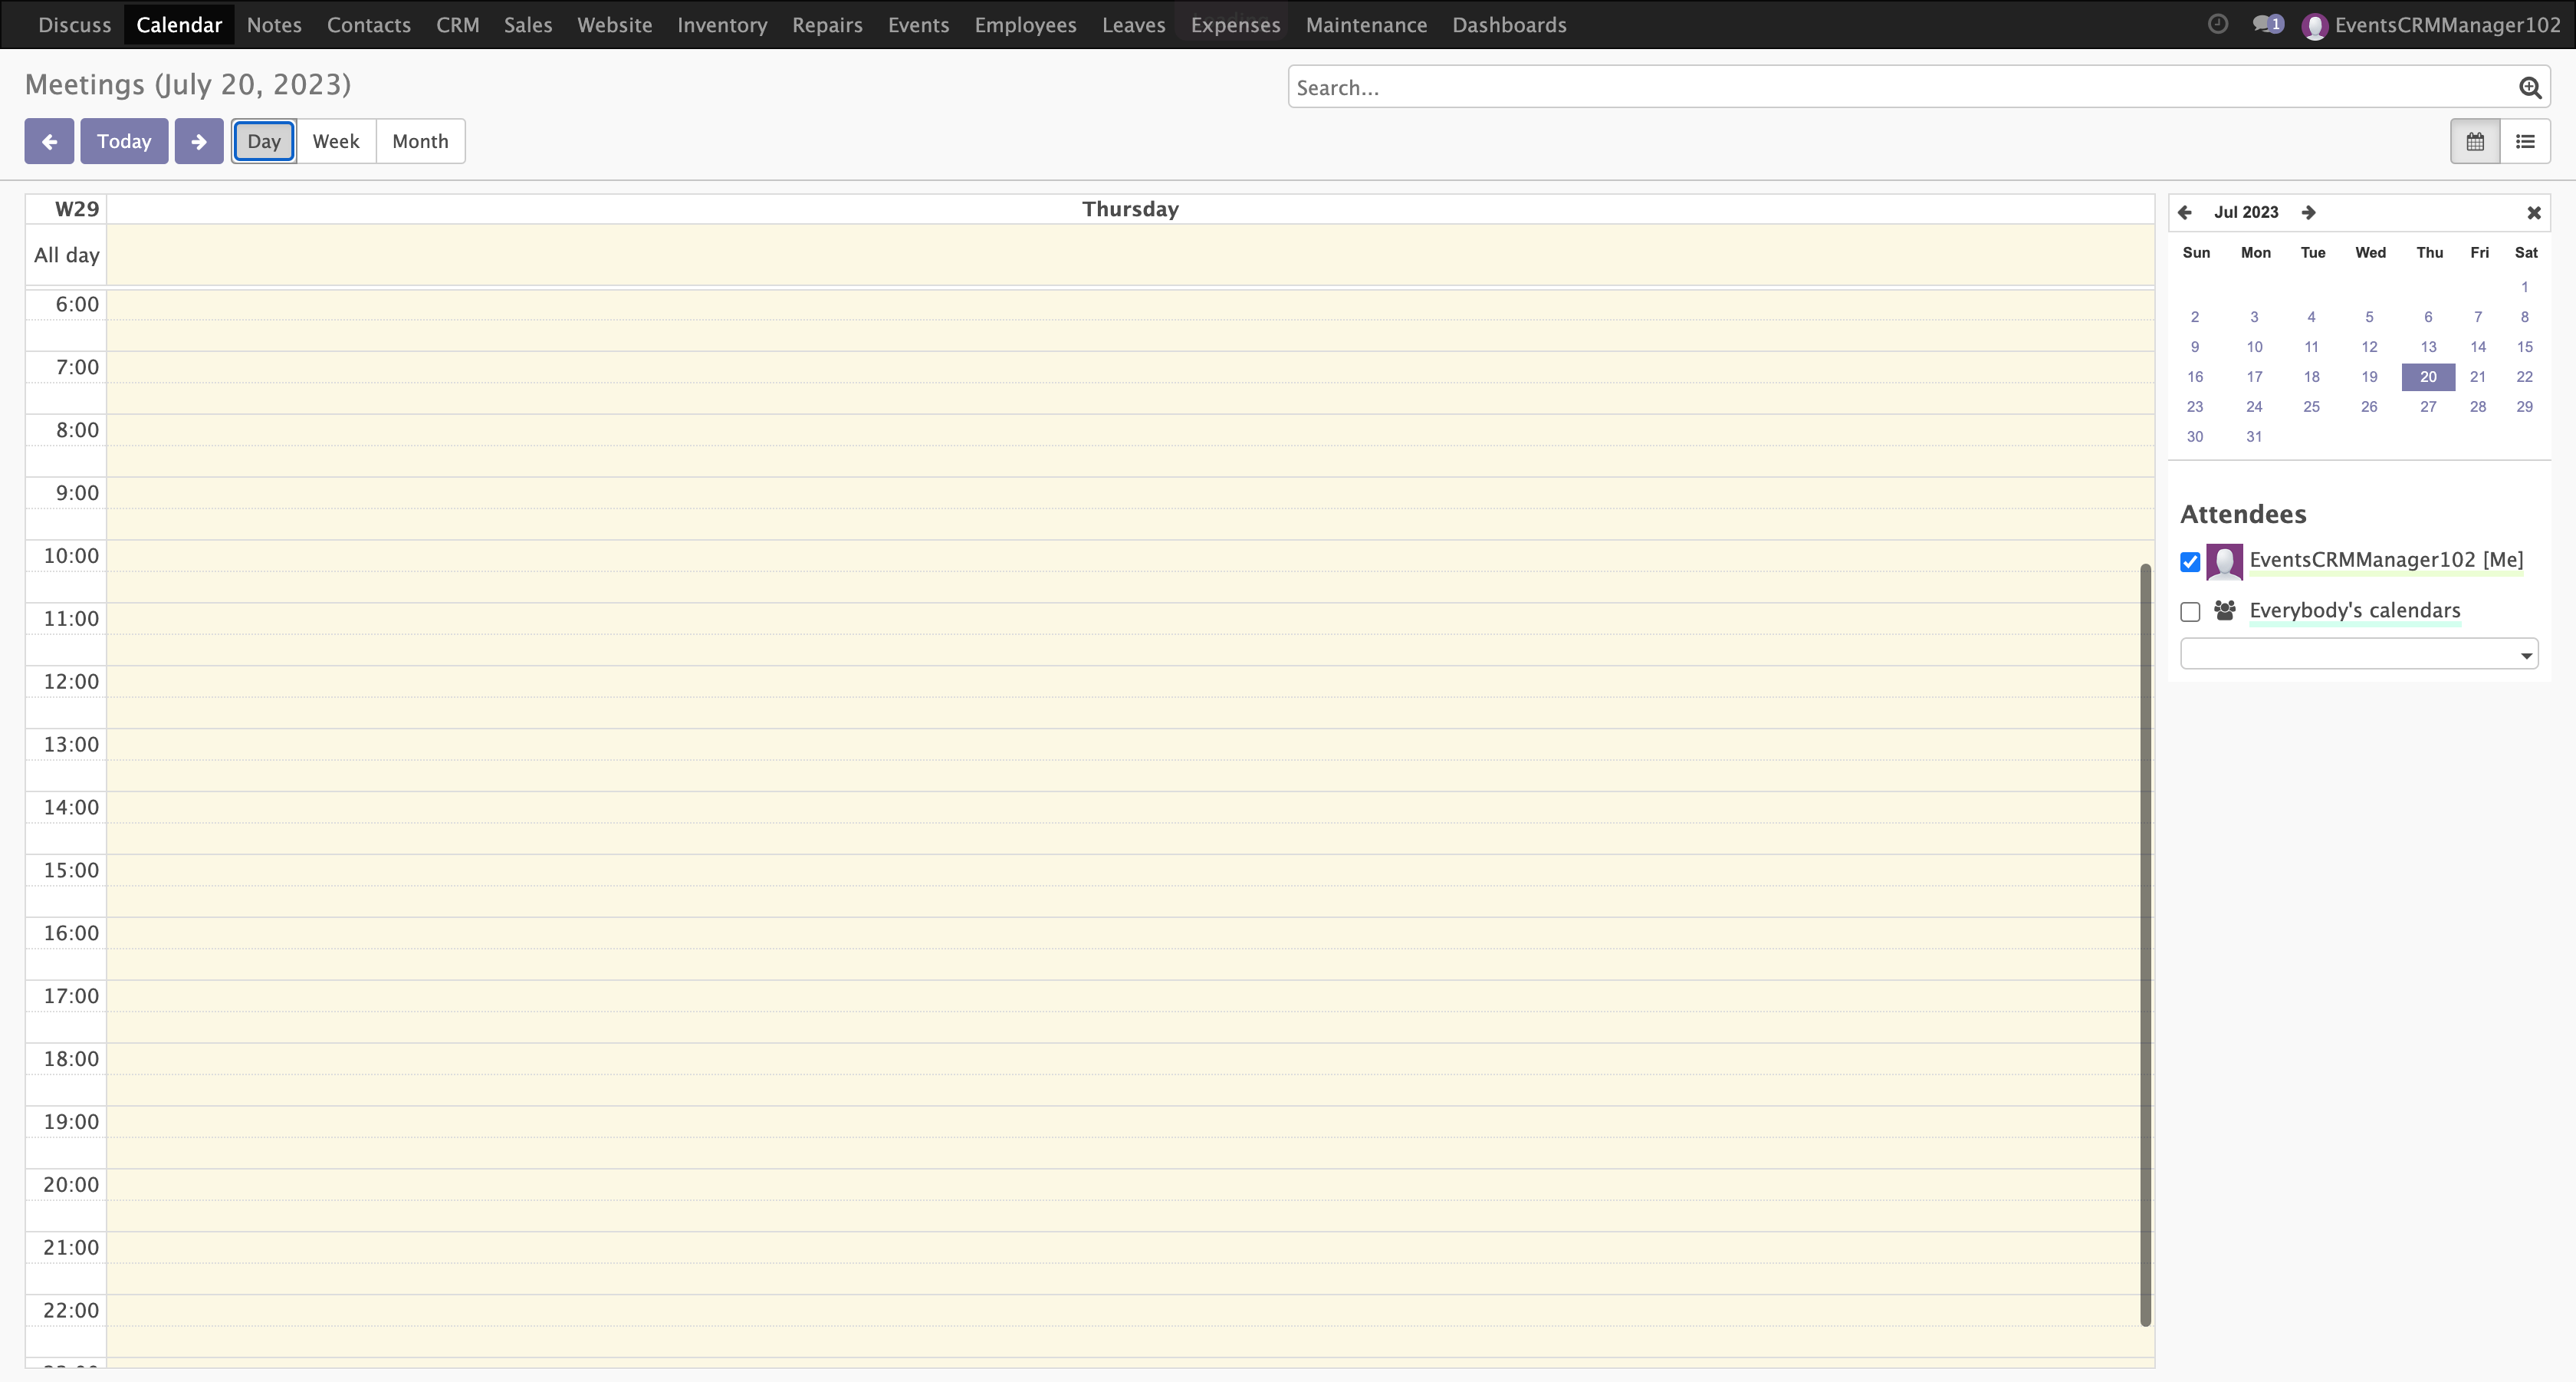 Discuss Calendar Notes Contacts CRM Sales Website Inventory Repairs Events Employees Leaves Expenses Maintenance Dashboards 1 EventsCRMManager102
Meetings (July 20, 2023)
Search...
Today Day Week Month
W29 Thursday
All day
6:00
7:00
8:00
9:00
10:00
11:00
12:00
13:00
14:00
15:00
16:00
17:00
18:00
19:00
20:00
21:00
22:00
Jul 2023
Sun Mon Tue Wed Thu Fri Sat
1
2 3 4 5 6 7 8
9 10 11 12 13 14 15
16 17 18 19 20 21 22
23 24 25 26 27 28 29
30 31
Attendees
EventsCRMManager102 [Me]
Everybody's calendars